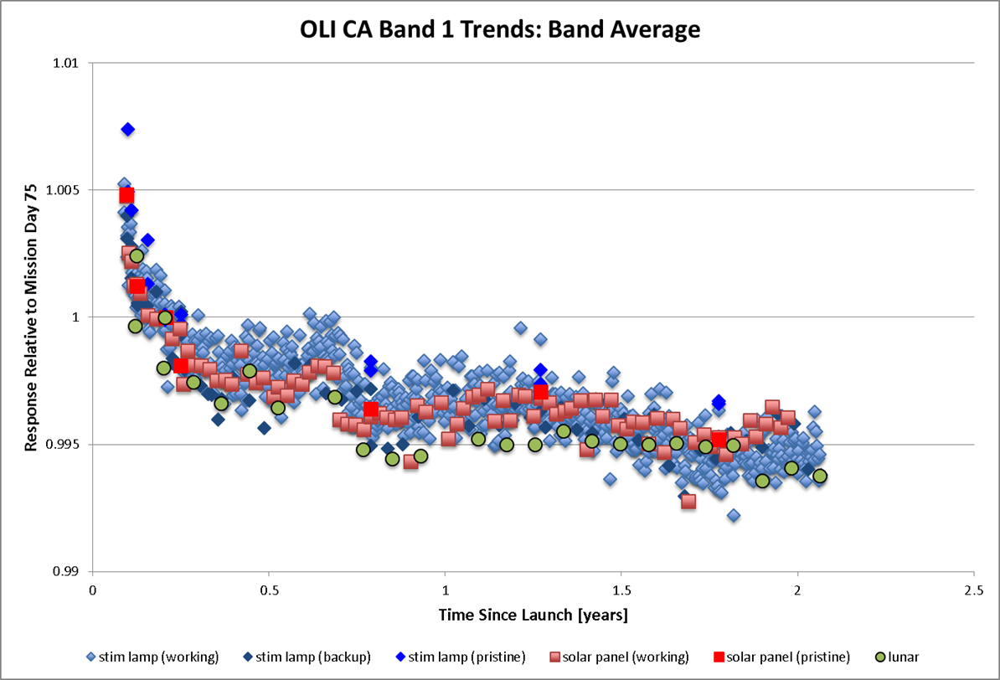 OLI CA Band 1 Trends: Band Average
1.01
1.005
1
0.995
0.99
Response Relative to Mission Day 75
0 0.5 1 1.5 2 2.5
Time Since Launch [years]
stim lamp (working) stim lamp (backup) stim lamp (pristine) solar panel (working) solar panel (pristine) lunar